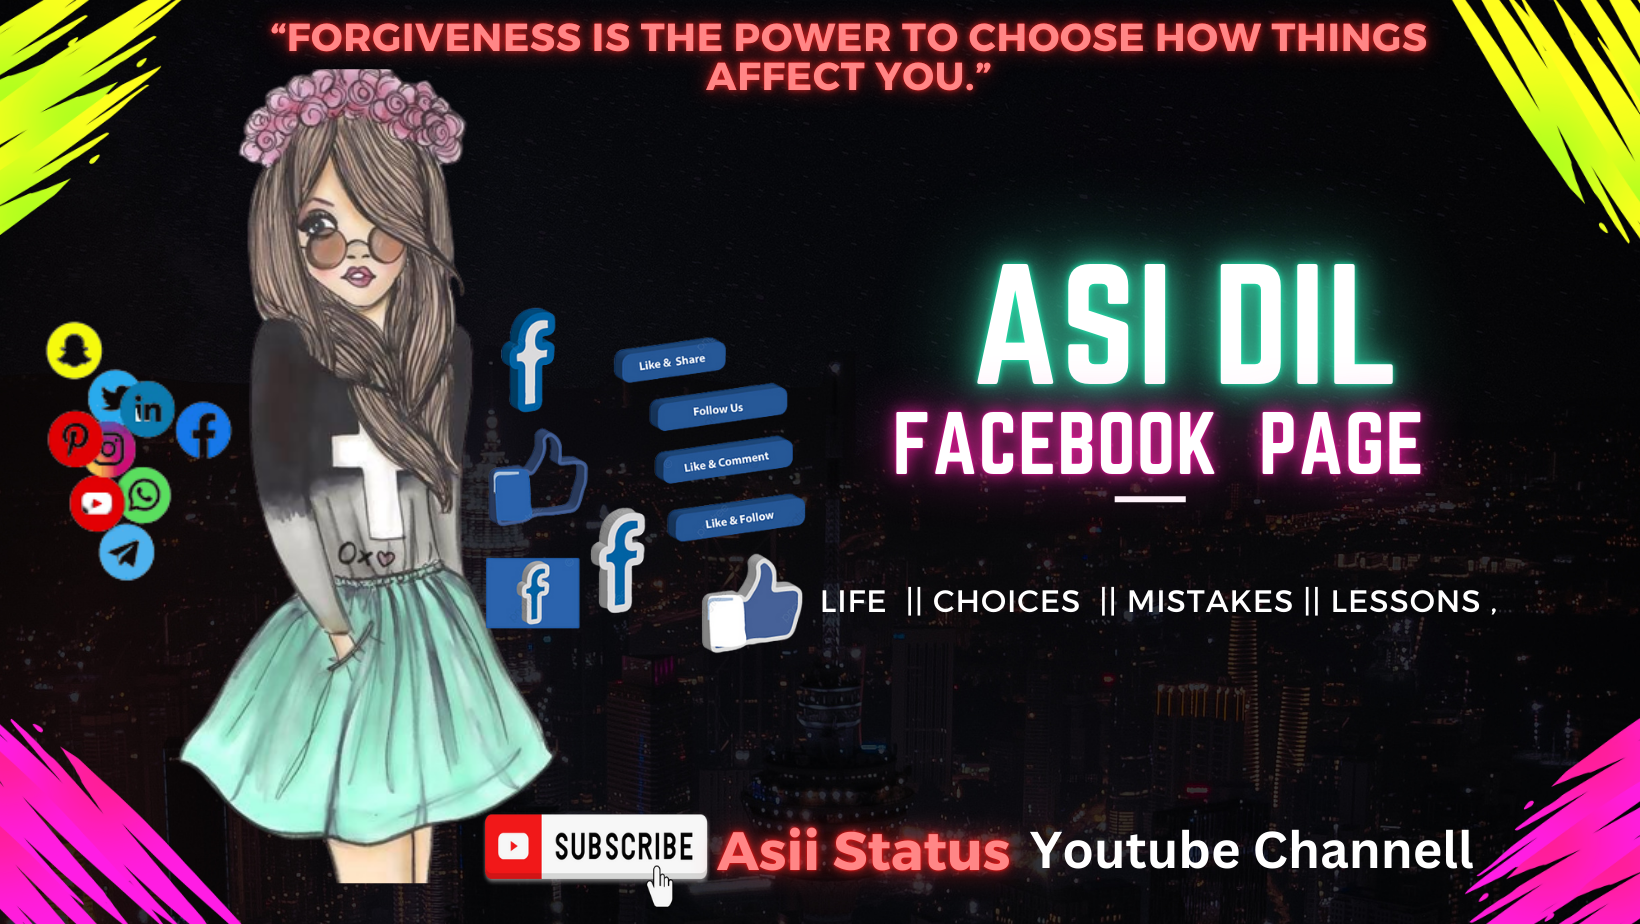 “FORGIVENESS IS THE POWER TO CHOOSE HOW THINGS
AFFECT YOU.”
ASI DIL
FACEBOOK PAGE
Like & Share
Follow Us
Like & Comment
Like & Follow
Ox
LIFE || CHOICES || MISTAKES || LESSONS ,
SUBSCRIBE Asii Status Youtube Channell